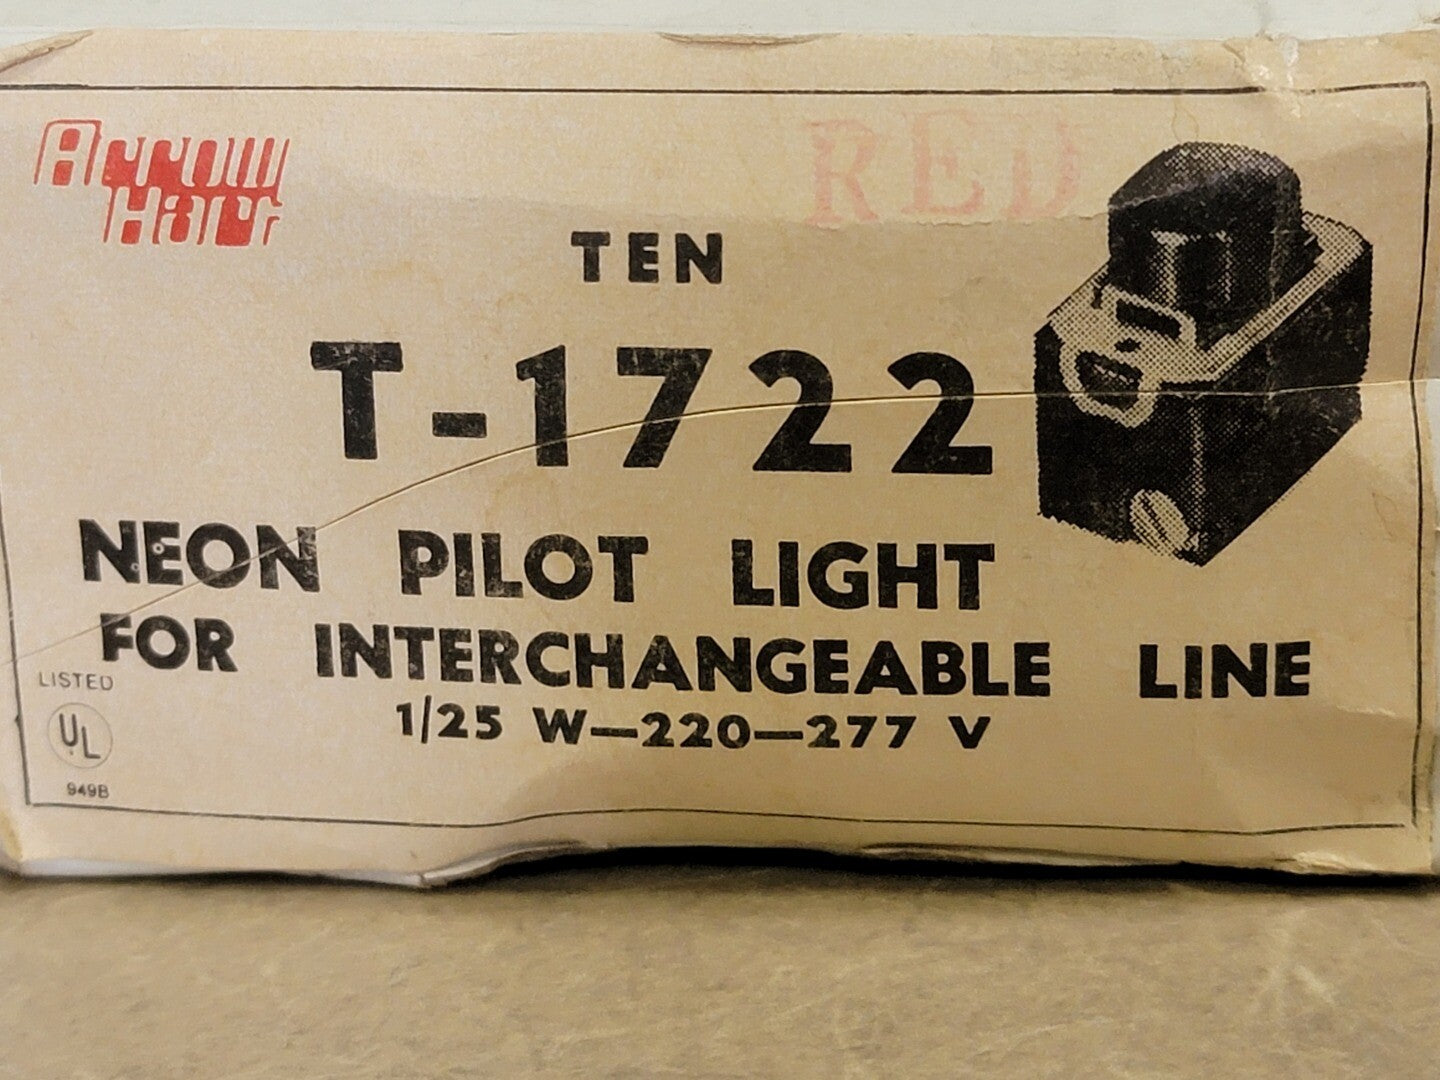 Arrow
Hart
RED
TEN
T-1722
NEON PILOT LIGHT
FOR INTERCHANGEABLE LINE
1/25 W—220—277 V
LISTED
UL
949B